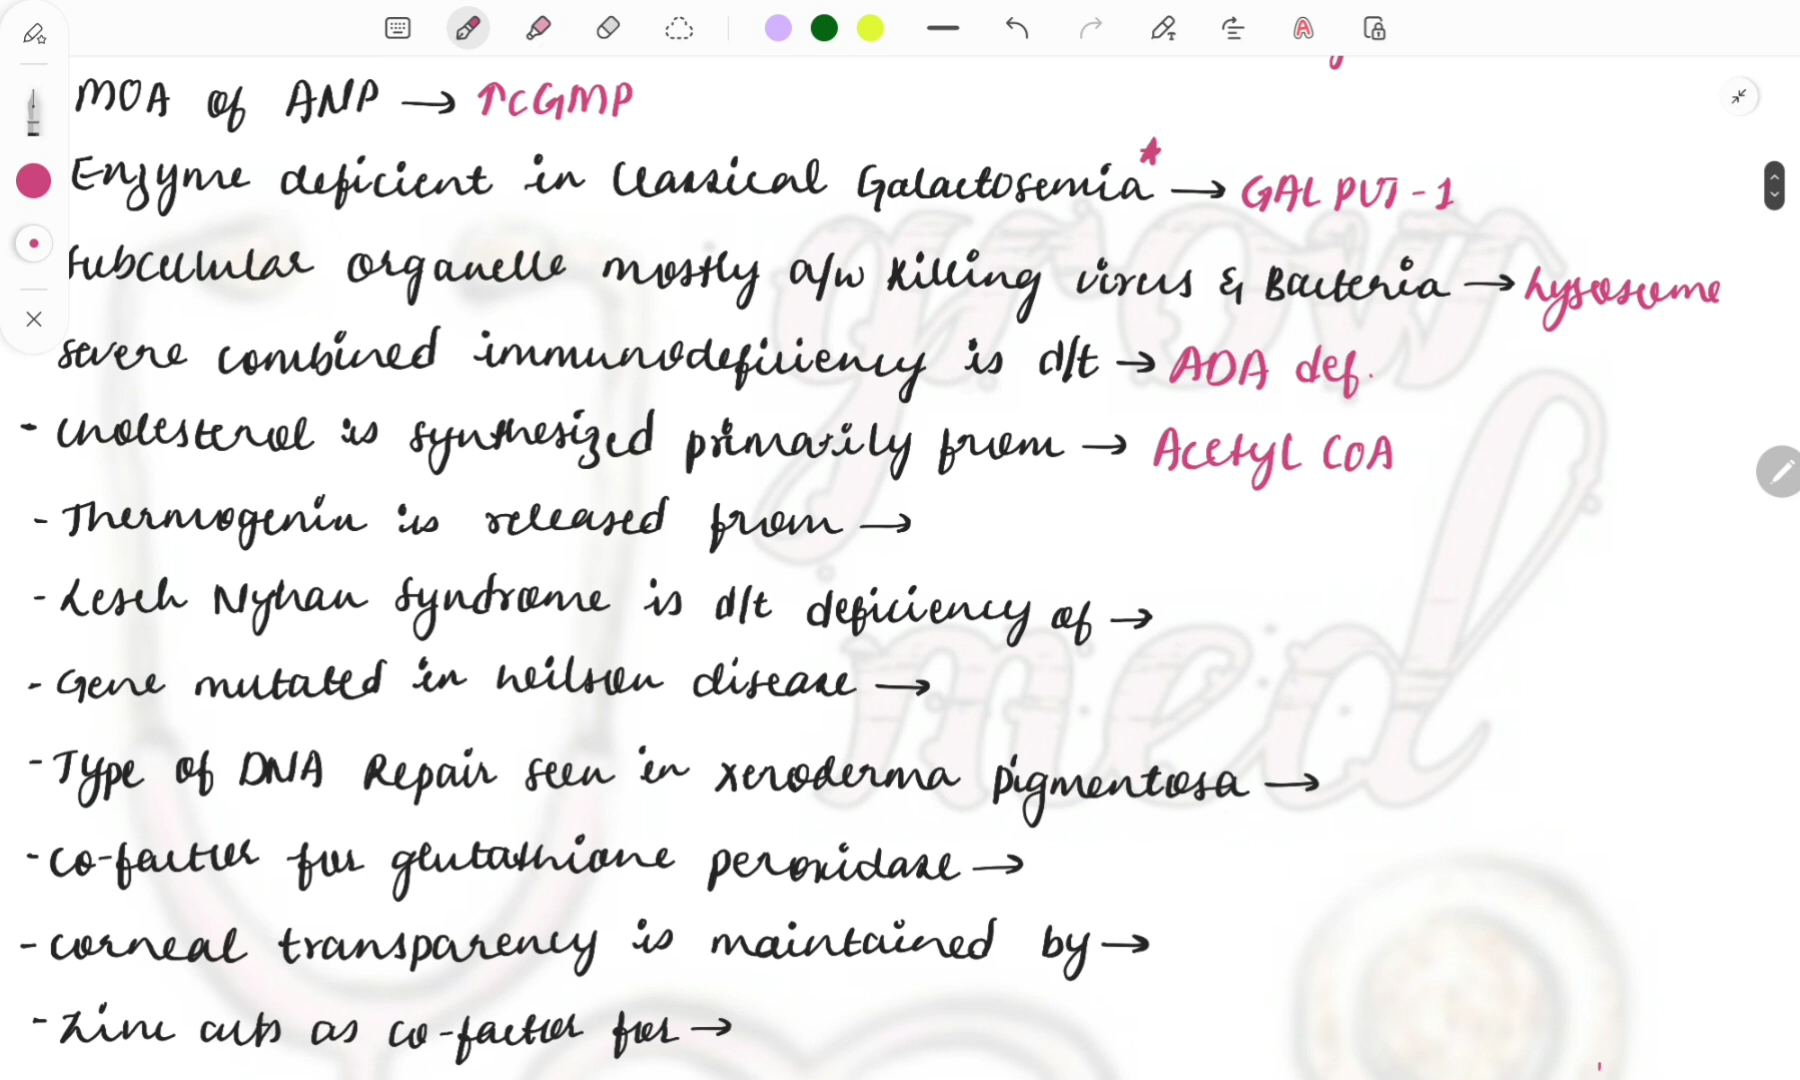 MOA of ANP → ↑cGMP
Enzyme deficient in Classical Galactosemia* → GAL PUT-1
Subcellular organelle mostly a/w killing virus & Bacteria → Lysosome
severe combined immunodeficiency is d/t → ADA def.
- cholesterol is synthesized primarily from → Acetyl CoA
- Thermogenin is released from →
- Lesch Nyhan Syndrome is d/t deficiency of →
- Gene mutated in weilson disease →
- Type of DNA Repair seen in xeroderma pigmentosa →
- co-factor for glutathione peroxidase →
- corneal transparency is maintained by →
- Zinc acts as co-factor for →
grow
med